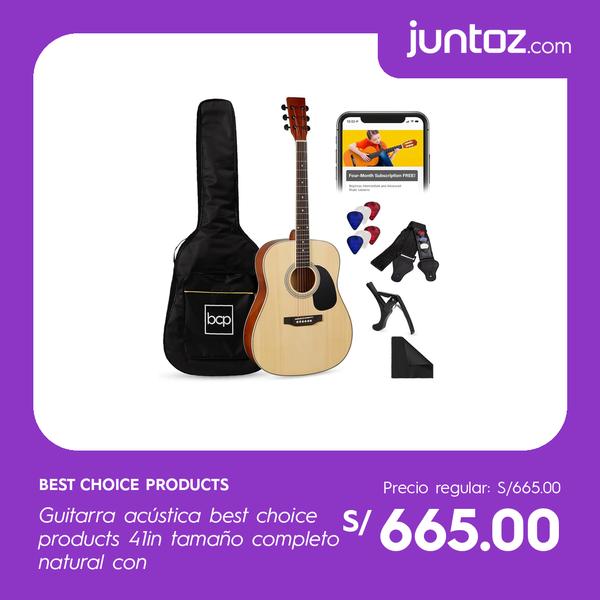 juntoz.com
Four-Month Subscription FREE!
bcp
BEST CHOICE PRODUCTS
Precio regular: S/665.00
Guitarra acústica best choice
products 41in tamaño completo
natural con
S/ 665.00